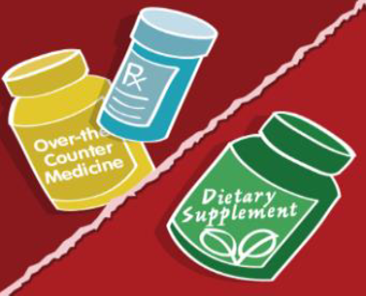 Rx
Over-the
Counter
Medicine
Dietary
Supplement